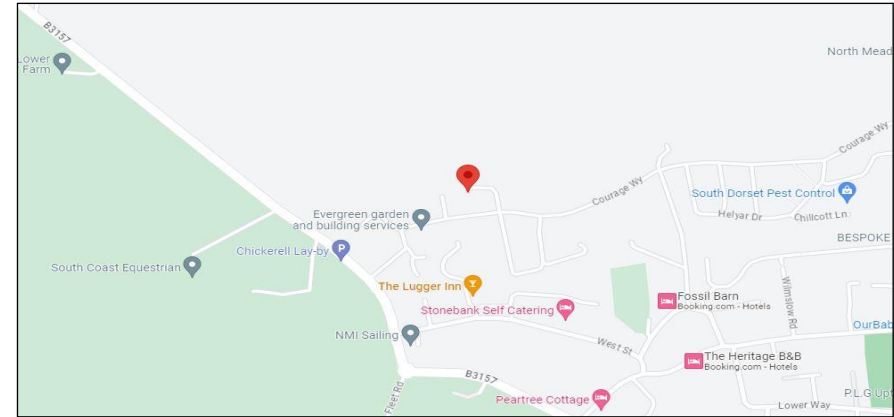 B3157
Lower
Farm
North Mead
Courage Wy
South Dorset Pest Control
Courage Wy
Helyar Dr
Chillcott Ln
Evergreen garden
and building services
BESPOKE
Chickerell Lay-by
P
South Coast Equestrian
The Lugger Inn
Fossil Barn
Booking.com - Hotels
Stonebank Self Catering
Wilmslow Rd
OurBab
NMI Sailing
West St
The Heritage B&B
Booking.com - Hotels
B3157
Fleet Rd
Peartree Cottage
P.L.G Upt
Lower Way